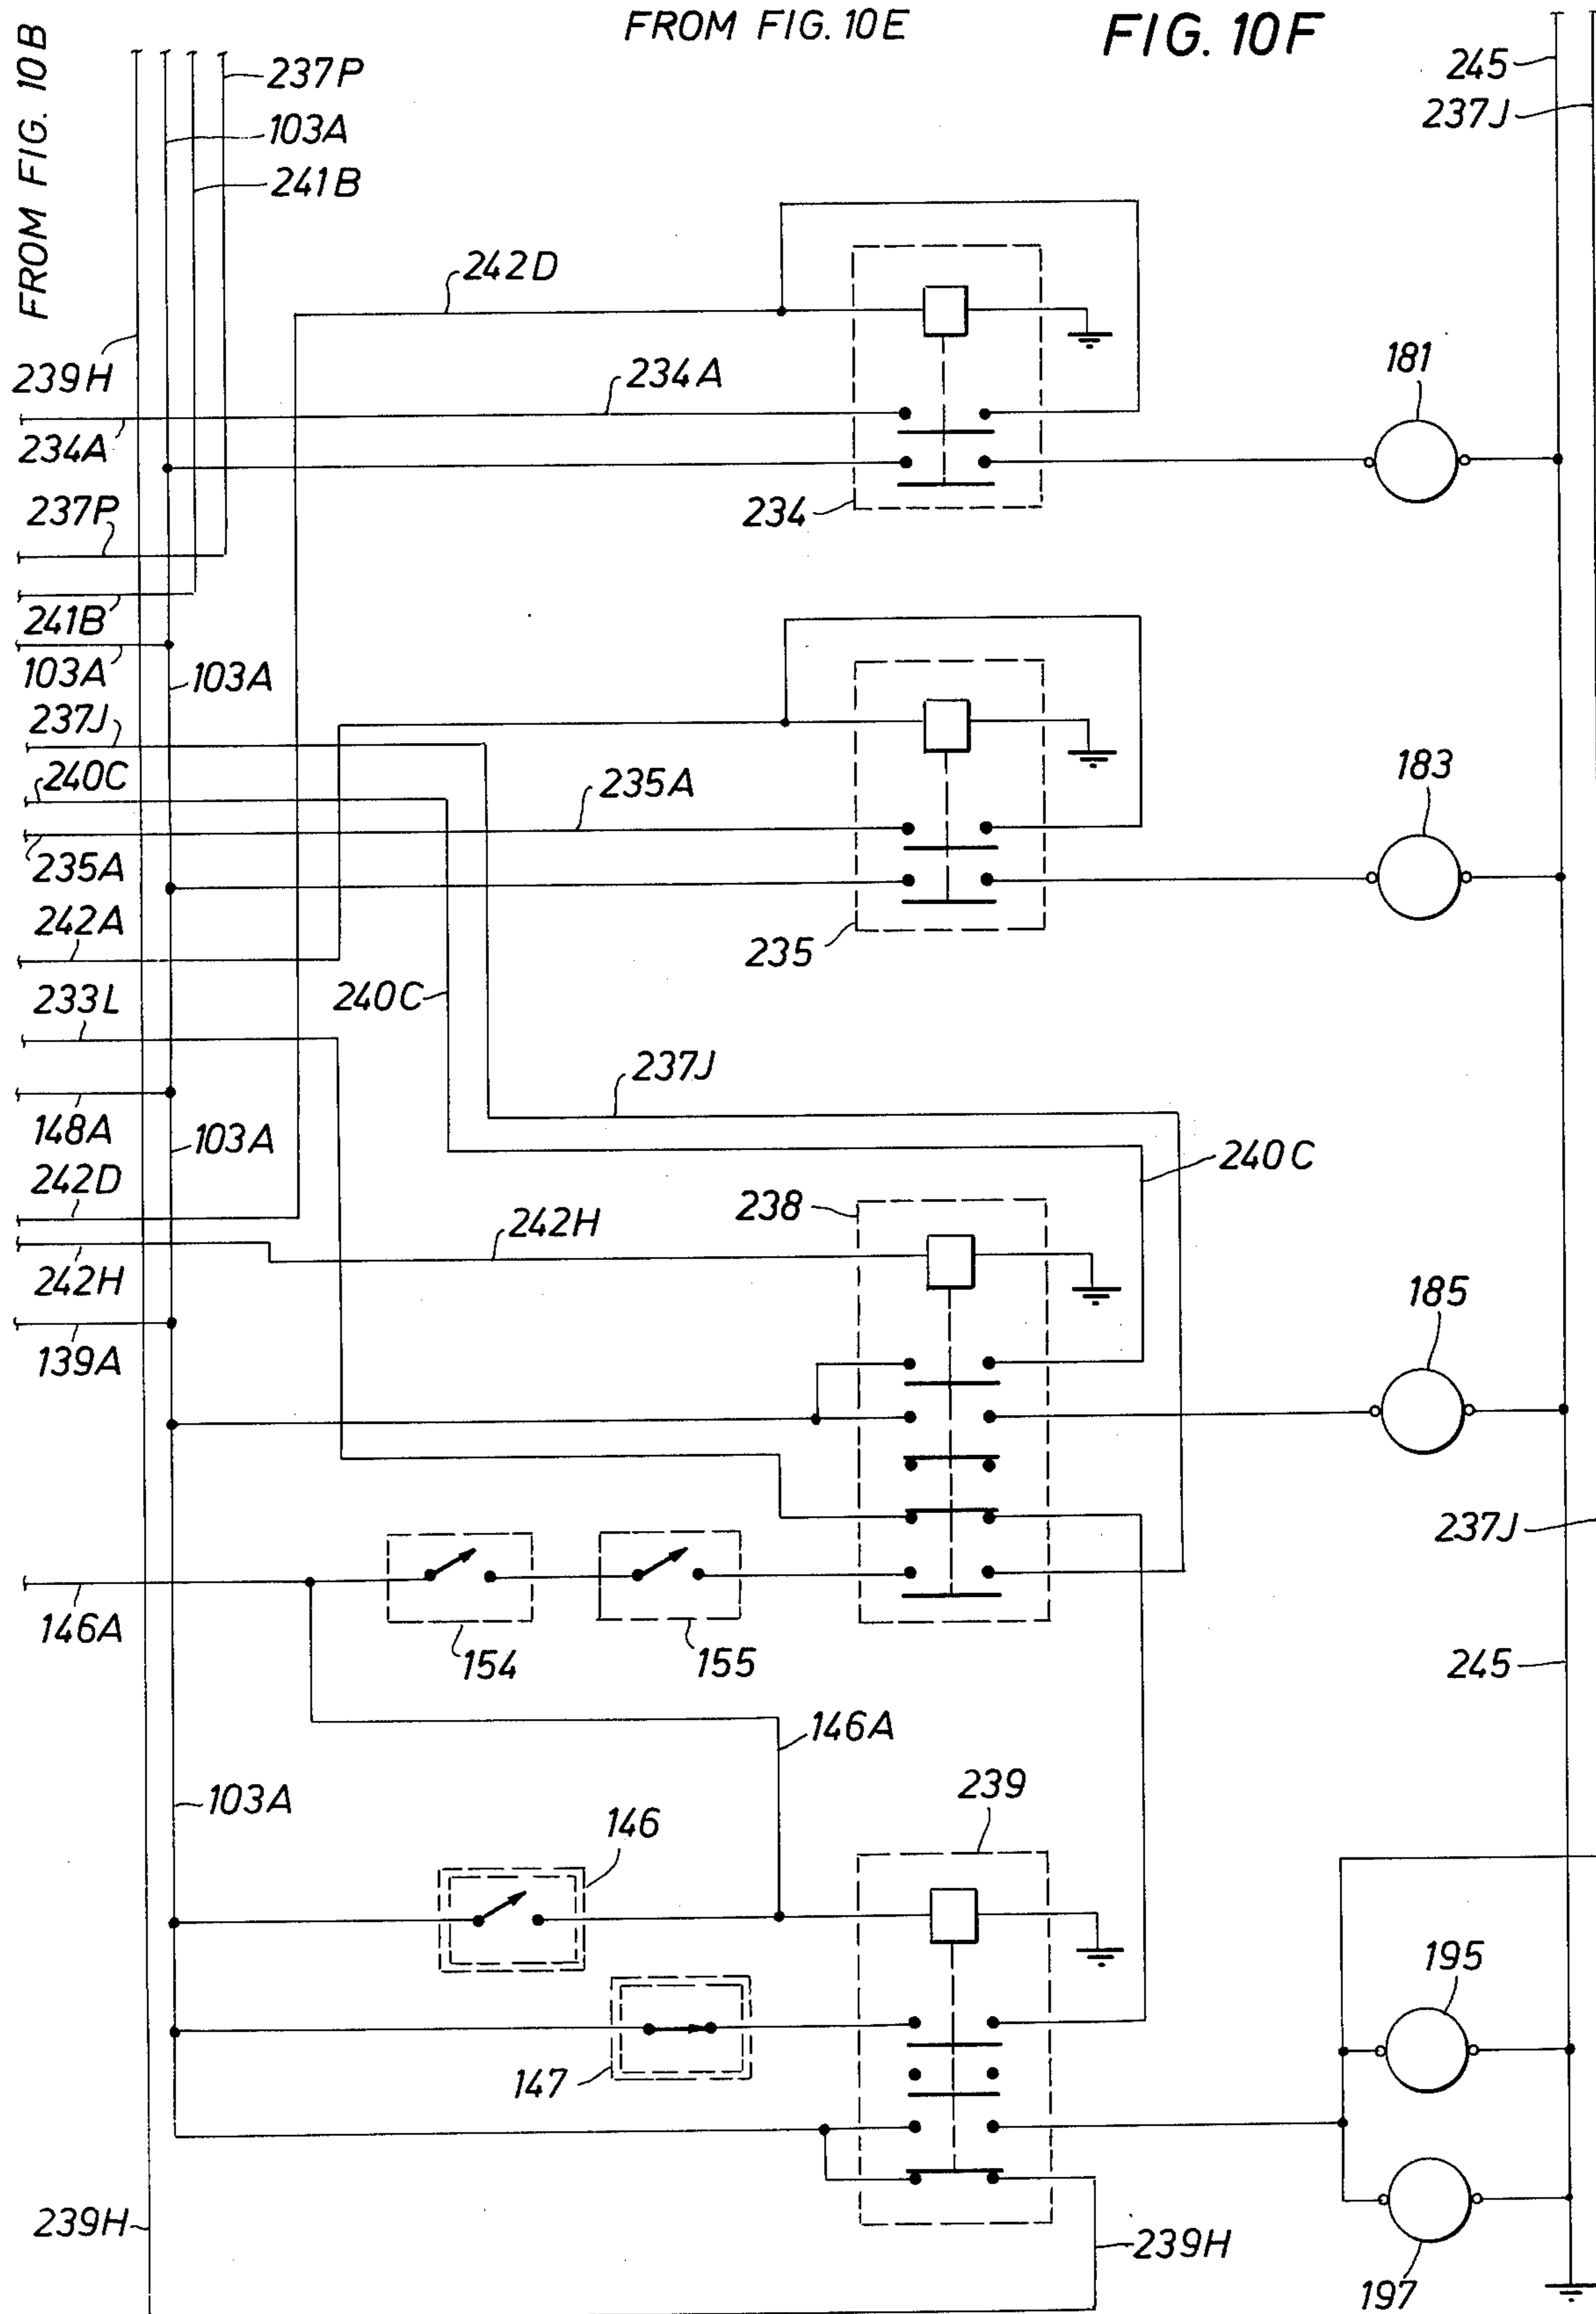 FROM FIG. 10E
FIG. 10F
FROM FIG. 10B
237P
103A
241B
245
237J
242D
239H
234A
234A
181
237P
234
241B
103A
103A
237J
240C
235A
235A
183
242A
235
233L
240C
237J
148A
103A
240C
242D
238
242H
242H
185
139A
237J
146A
154
155
245
146A
103A
239
146
195
147
239H
239H
197